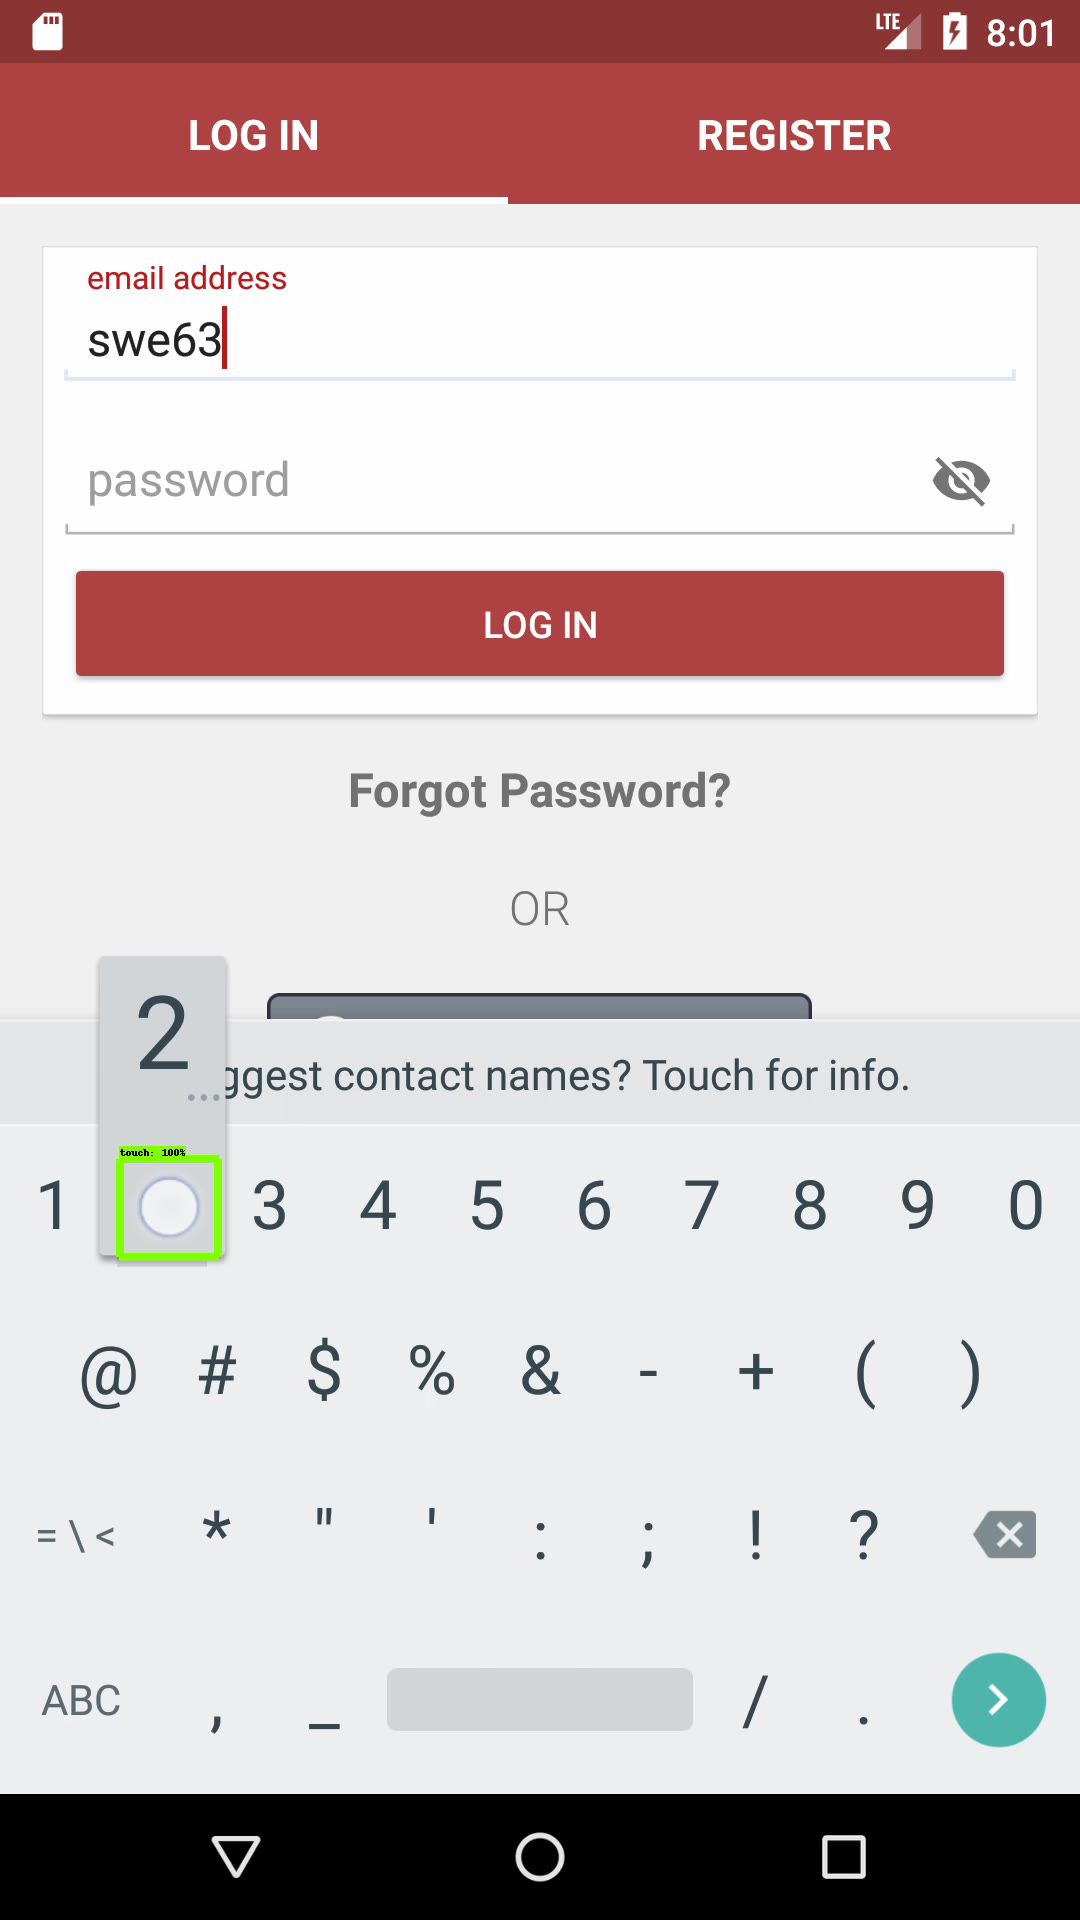 LTE 8:01
LOG IN REGISTER
email address
swe63
password
LOG IN
Forgot Password?
OR
2
...ggest contact names? Touch for info.
touch: 100%
1 3 4 5 6 7 8 9 0
@ # $ % & - + ( )
= \ < * " ' : ; ! ?
ABC , _ / .